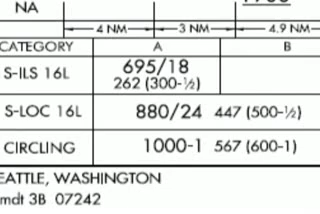 NA
4 NM 3 NM 4.9 NM
CATEGORY A B
S-ILS 16L 695/18
262 (300-½)
S-LOC 16L 880/24 447 (500-½)
CIRCLING 1000-1 567 (600-1)
EATTLE, WASHINGTON
mdt 3B 07242